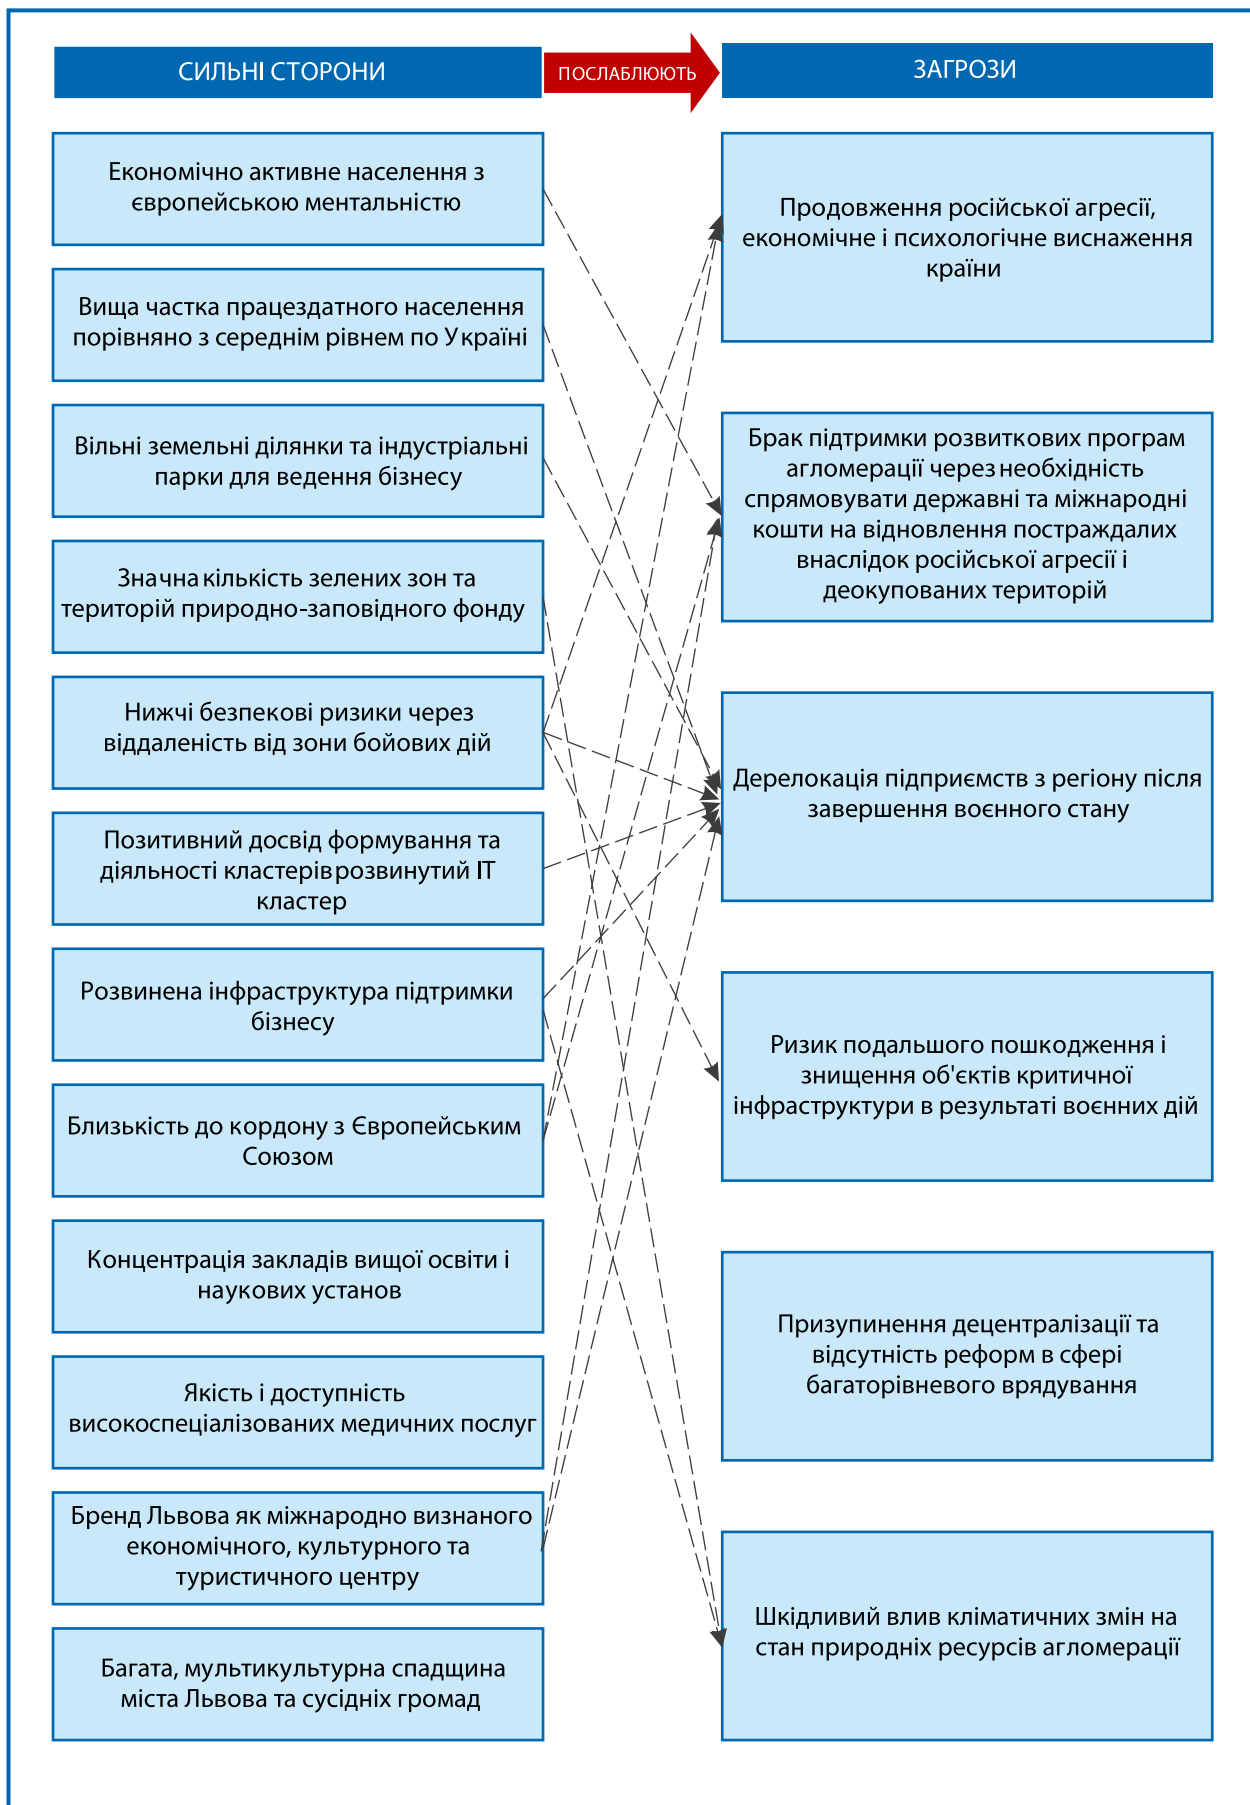 СИЛЬНІ СТОРОНИ
ПОСЛАБЛЮЮТЬ
ЗАГРОЗИ
Економічно активне населення з
європейською ментальністю
Вища частка працездатного населення
порівняно з середнім рівнем по Україні
Вільні земельні ділянки та індустріальні
парки для ведення бізнесу
Значна кількість зелених зон та
територій природно-заповідного фонду
Нижчі безпекові ризики через
віддаленість від зони бойових дій
Позитивний досвід формування та
діяльності кластерів розвинутий ІТ
кластер
Розвинена інфраструктура підтримки
бізнесу
Близькість до кордону з Європейським
Союзом
Концентрація закладів вищої освіти і
наукових установ
Якість і доступність
високоспеціалізованих медичних послуг
Бренд Львова як міжнародно визнаного
економічного, культурного та
туристичного центру
Багата, мультикультурна спадщина
міста Львова та сусідніх громад
Продовження російської агресії,
економічне і психологічне виснаження
країни
Брак підтримки розвиткових програм
агломерації через необхідність
спрямовувати державні та міжнародні
кошти на відновлення постраждалих
внаслідок російської агресії і
деокупованих територій
Дерелокація підприємств з регіону після
завершення воєнного стану
Ризик подальшого пошкодження і
знищення об'єктів критичної
інфраструктури в результаті воєнних дій
Призупинення децентралізації та
відсутність реформ в сфері
багаторівневого врядування
Шкідливий влив кліматичних змін на
стан природніх ресурсів агломерації